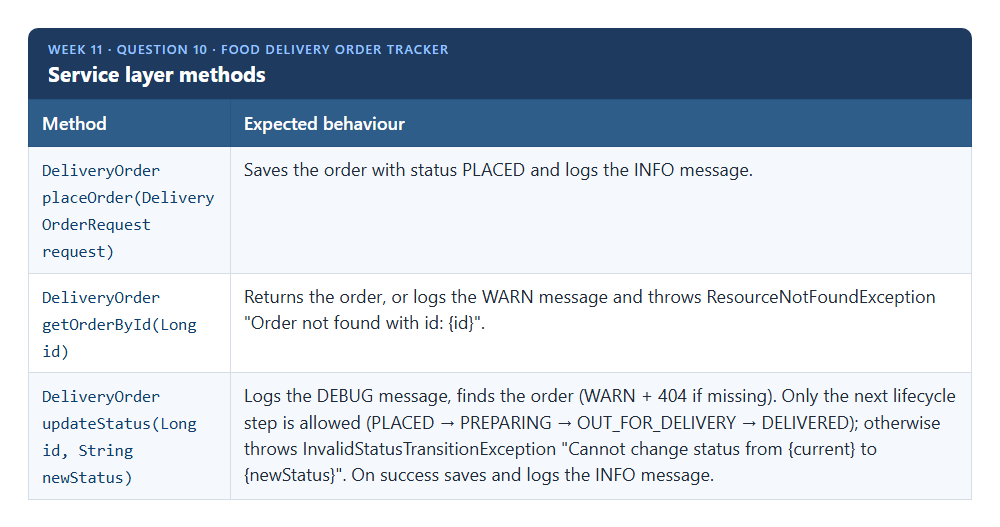 WEEK 11 · QUESTION 10 · FOOD DELIVERY ORDER TRACKER
Service layer methods
Method
Expected behaviour
DeliveryOrder
placeOrder(Delivery
OrderRequest
request)
Saves the order with status PLACED and logs the INFO message.
DeliveryOrder
getOrderById(Long
id)
Returns the order, or logs the WARN message and throws ResourceNotFoundException
"Order not found with id: {id}".
DeliveryOrder
updateStatus(Long
id, String
newStatus)
Logs the DEBUG message, finds the order (WARN + 404 if missing). Only the next lifecycle
step is allowed (PLACED → PREPARING → OUT_FOR_DELIVERY → DELIVERED); otherwise
throws InvalidStatusTransitionException "Cannot change status from {current} to
{newStatus}". On success saves and logs the INFO message.